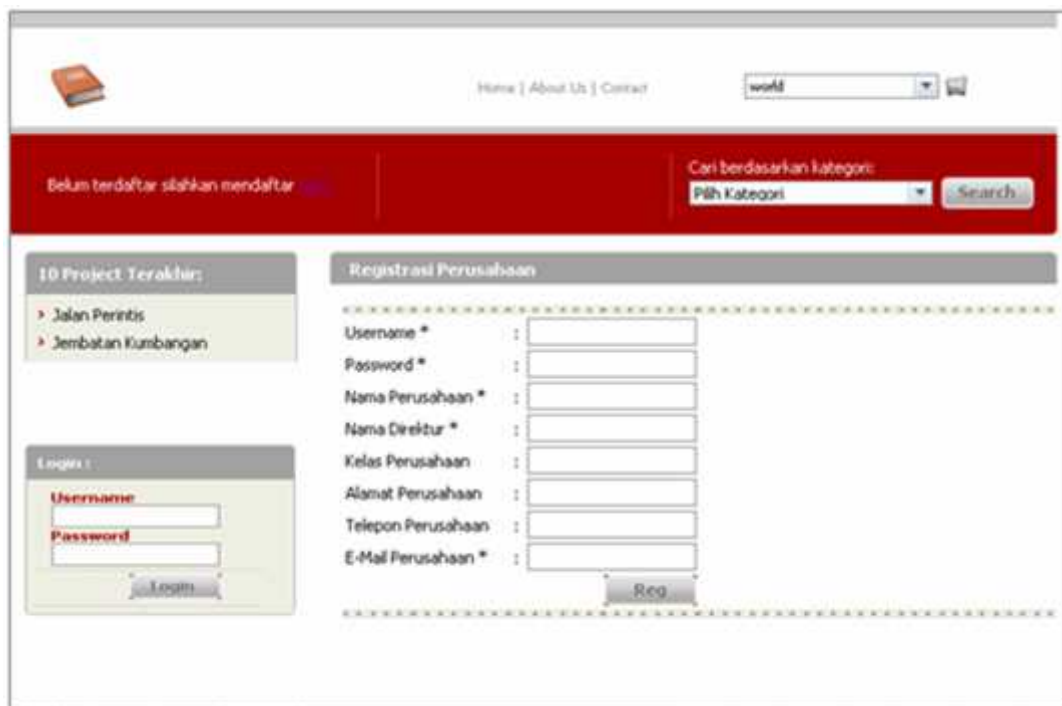 Home | About Us | Contact
world
Belum terdaftar silahkan mendaftar
Cari berdasarkan kategori:
Pilih Kategori
Search
10 Project Terakhir:
Jalan Perintis
Jembatan Kumbangan
Login :
Username
Password
Login
Registrasi Perusahaan
Username * :
Password * :
Nama Perusahaan * :
Nama Direktur * :
Kelas Perusahaan :
Alamat Perusahaan :
Telepon Perusahaan :
E-Mail Perusahaan * :
Reg